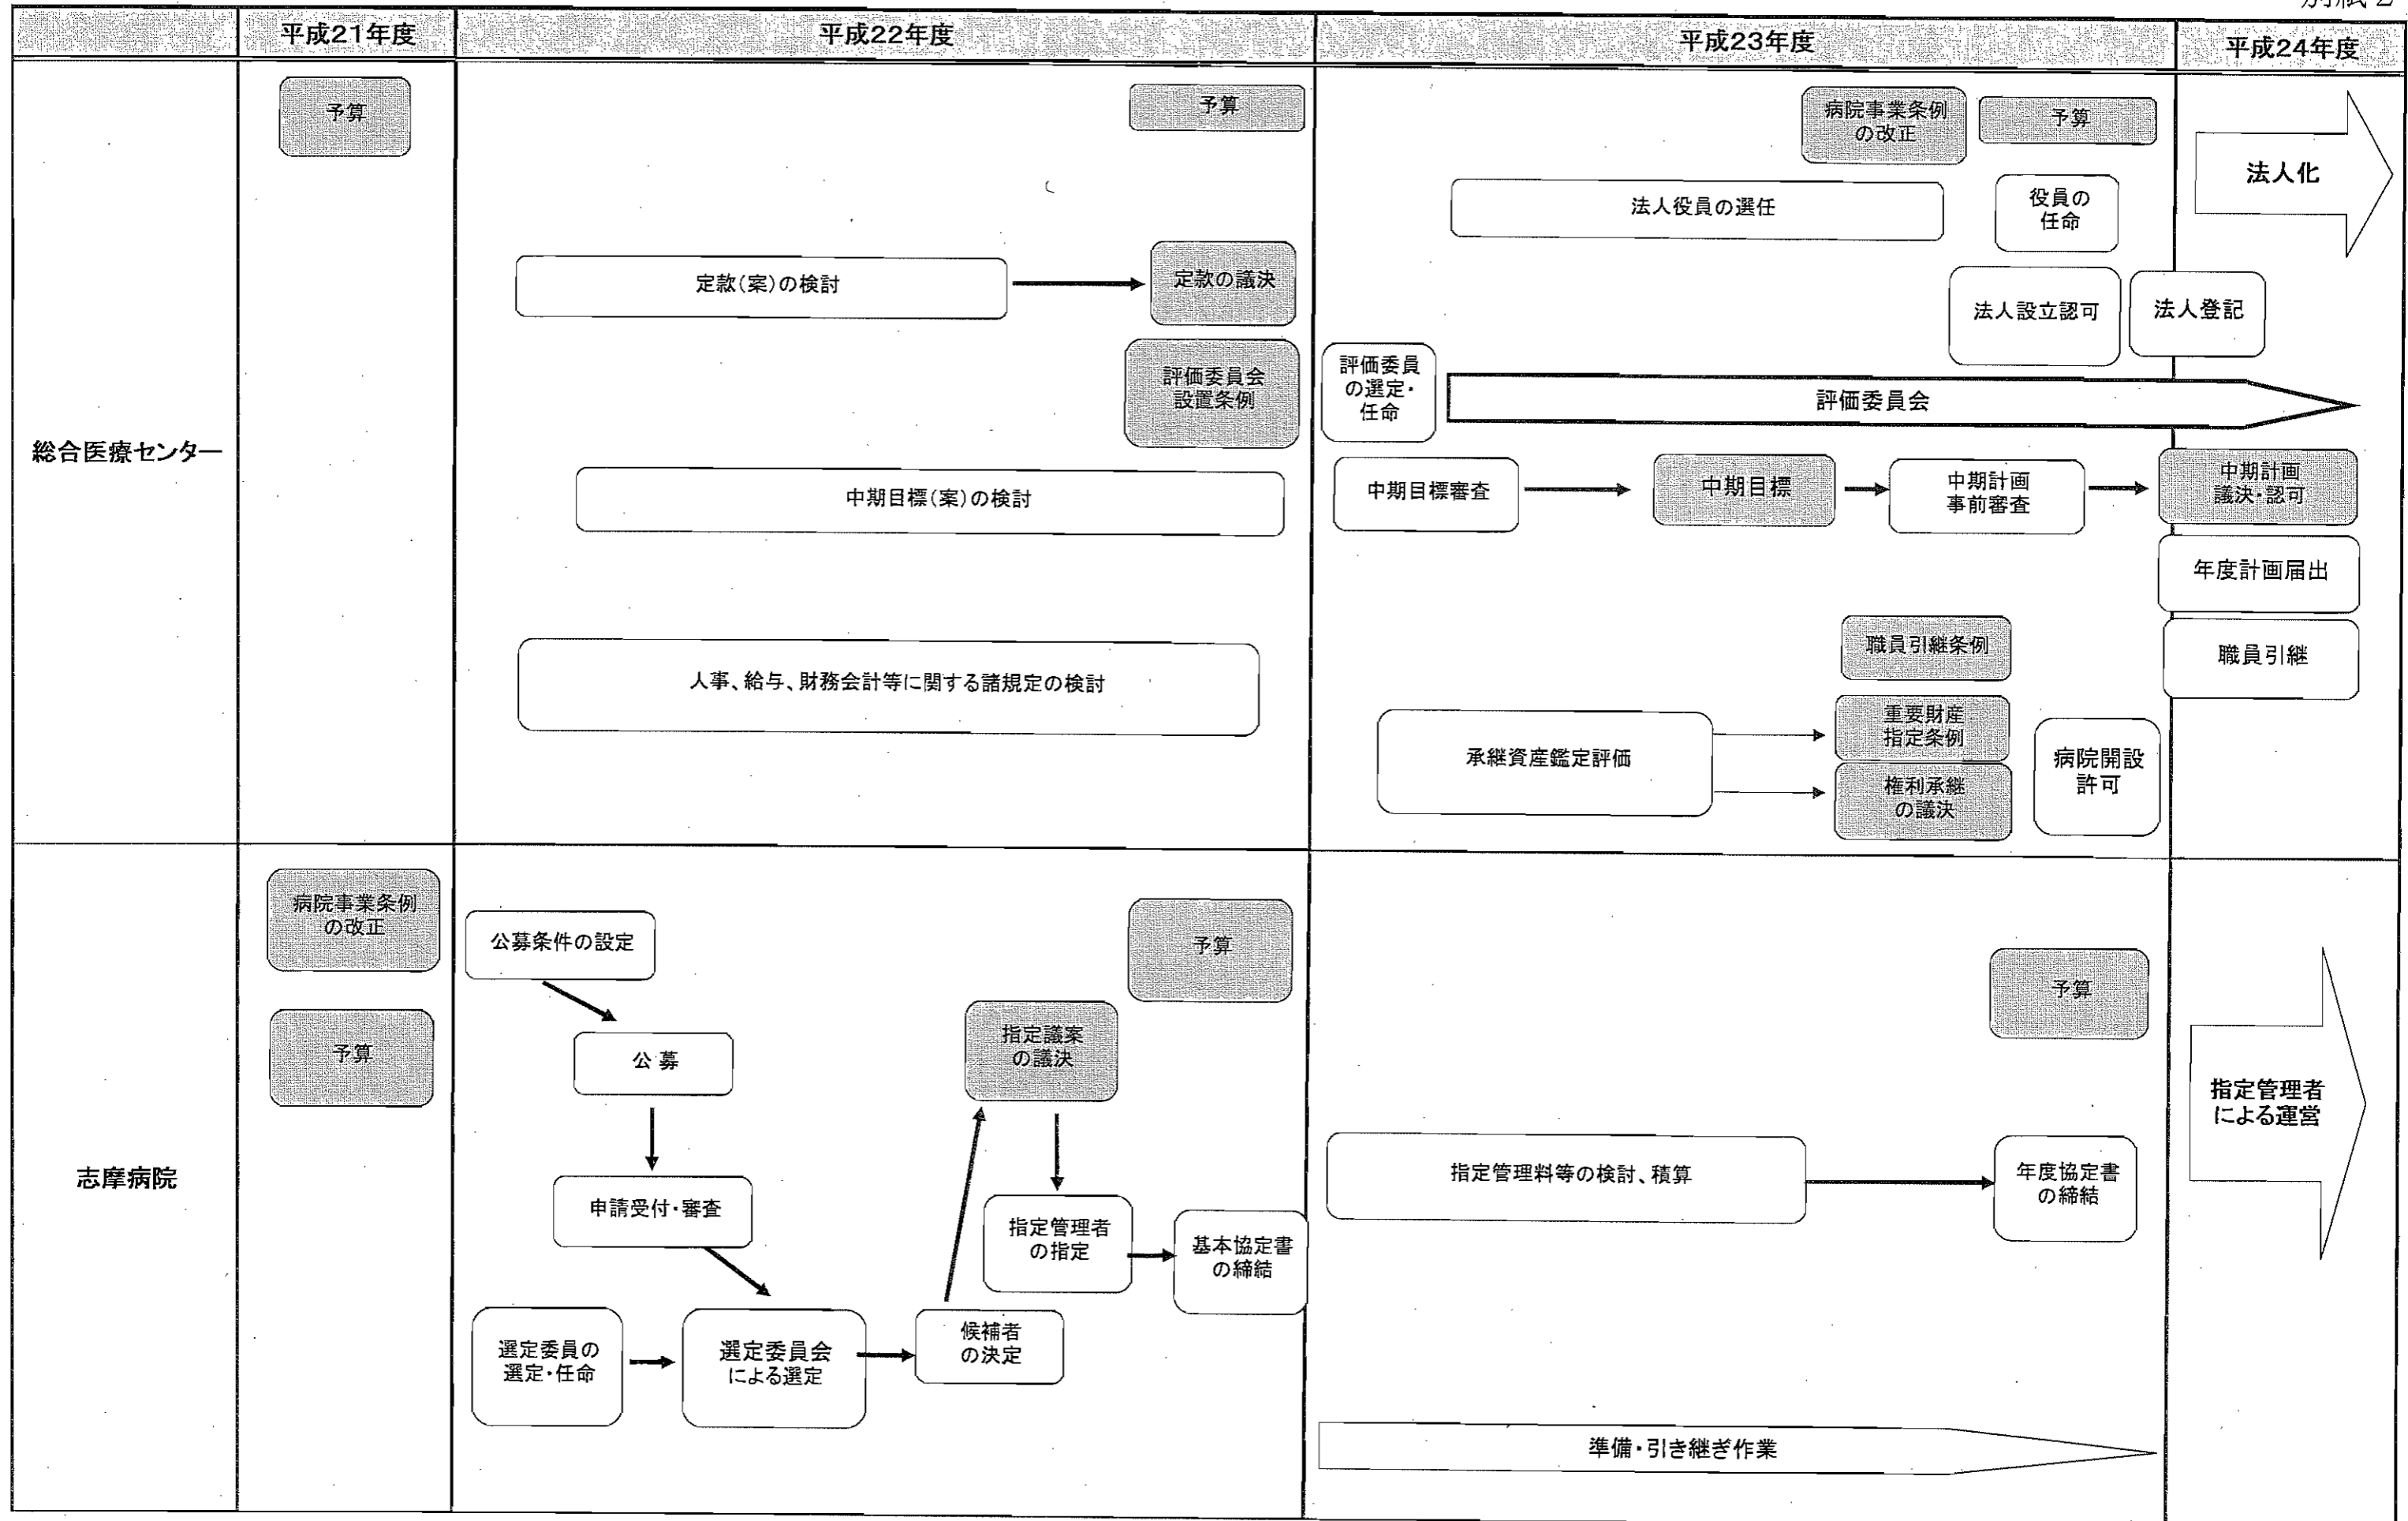 別紙2
平成21年度
平成22年度
平成23年度
平成24年度
総合医療センター
予算
予算
病院事業条例
の改正
予算
法人化
法人役員の選任
役員の
任命
定款(案)の検討
定款の議決
法人設立認可
法人登記
評価委員会
設置条例
評価委員
の選定・
任命
評価委員会
中期目標(案)の検討
中期目標審査
中期目標
中期計画
事前審査
中期計画
議決・認可
年度計画届出
人事、給与、財務会計等に関する諸規定の検討
職員引継条例
職員引継
承継資産鑑定評価
重要財産
指定条例
権利承継
の議決
病院開設
許可
志摩病院
病院事業条例
の改正
予算
公募条件の設定
公募
申請受付・審査
選定委員の
選定・任命
選定委員会
による選定
候補者
の決定
指定議案
の議決
指定管理者
の指定
基本協定書
の締結
予算
予算
指定管理料等の検討、積算
年度協定書
の締結
準備・引き継ぎ作業
指定管理者
による運営